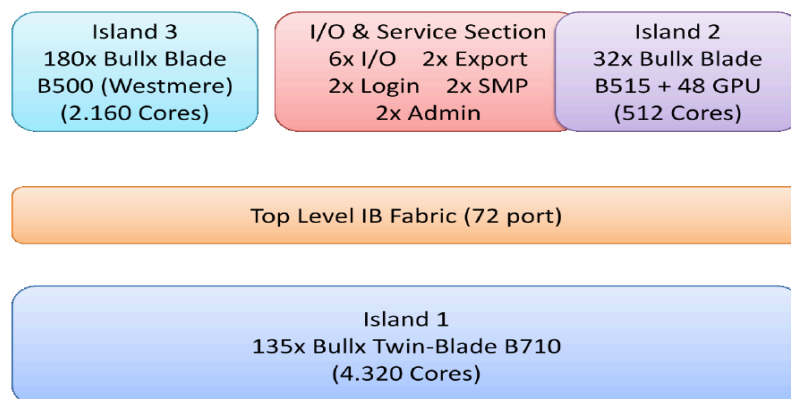 Island 3
180x Bullx Blade
B500 (Westmere)
(2.160 Cores)
I/O & Service Section
6x I/O 2x Export
2x Login 2x SMP
2x Admin
Island 2
32x Bullx Blade
B515 + 48 GPU
(512 Cores)
Top Level IB Fabric (72 port)
Island 1
135x Bullx Twin-Blade B710
(4.320 Cores)